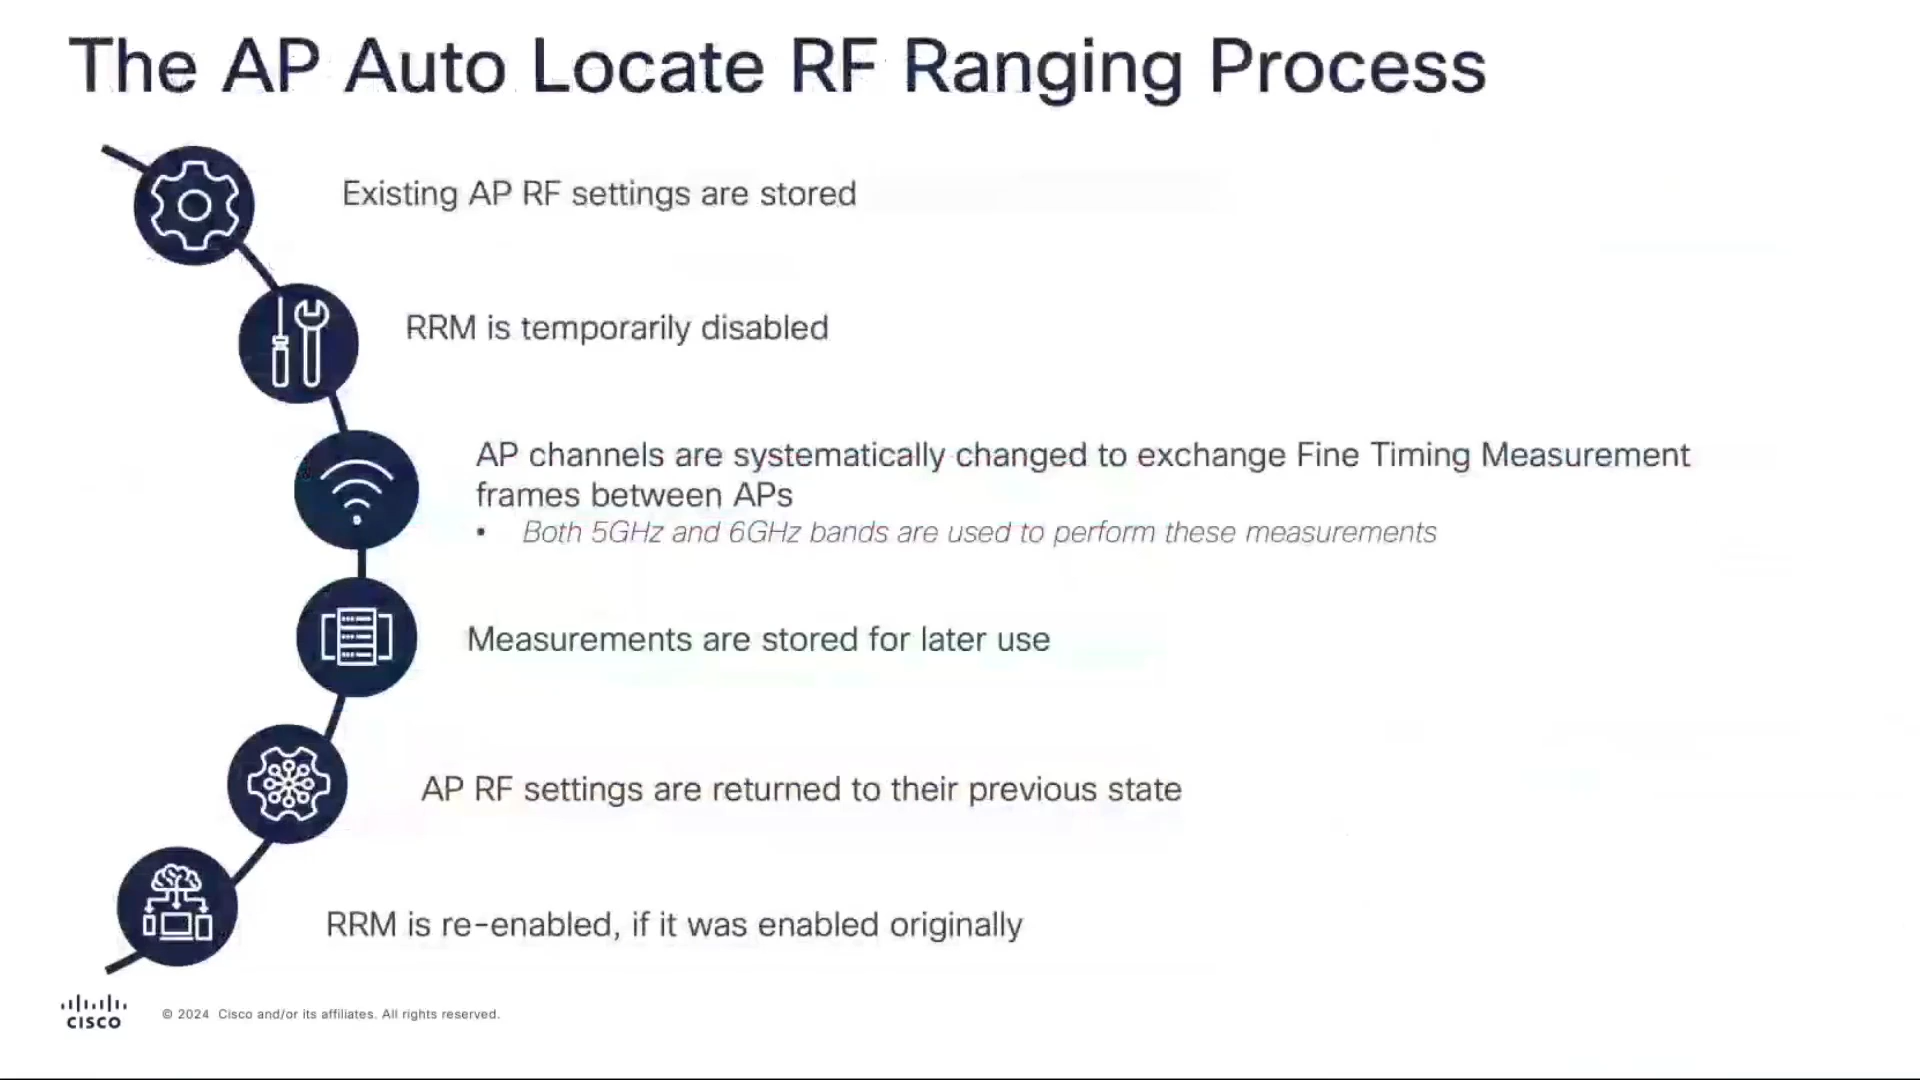 The AP Auto Locate RF Ranging Process
Existing AP RF settings are stored
RRM is temporarily disabled
AP channels are systematically changed to exchange Fine Timing Measurement
frames between APs
• Both 5GHz and 6GHz bands are used to perform these measurements
Measurements are stored for later use
AP RF settings are returned to their previous state
RRM is re-enabled, if it was enabled originally
CISCO
© 2024 Cisco and/or its affiliates. All rights reserved.